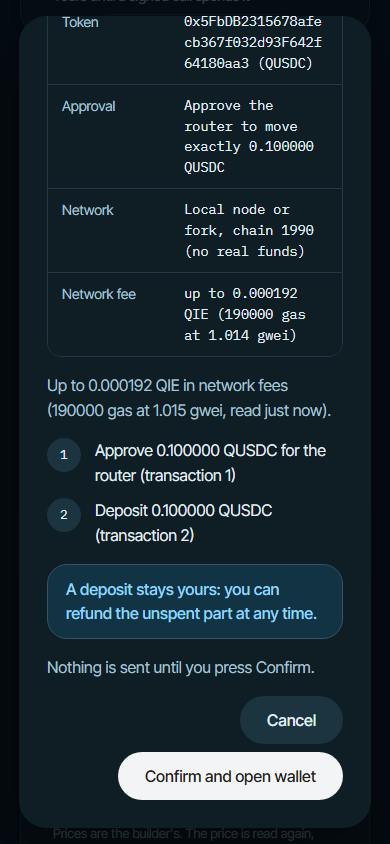 Token
0x5FbDB2315678afe
cb367f032d93F642f
64180aa3 (QUSDC)
Approval
Approve the
router to move
exactly 0.100000
QUSDC
Network
Local node or
fork, chain 1990
(no real funds)
Network fee
up to 0.000192
QIE (190000 gas
at 1.014 gwei)
Up to 0.000192 QIE in network fees
(190000 gas at 1.015 gwei, read just now).
1
Approve 0.100000 QUSDC for the
router (transaction 1)
2
Deposit 0.100000 QUSDC
(transaction 2)
A deposit stays yours: you can
refund the unspent part at any time.
Nothing is sent until you press Confirm.
Cancel
Confirm and open wallet
Prices are the builder's. The price is read again,